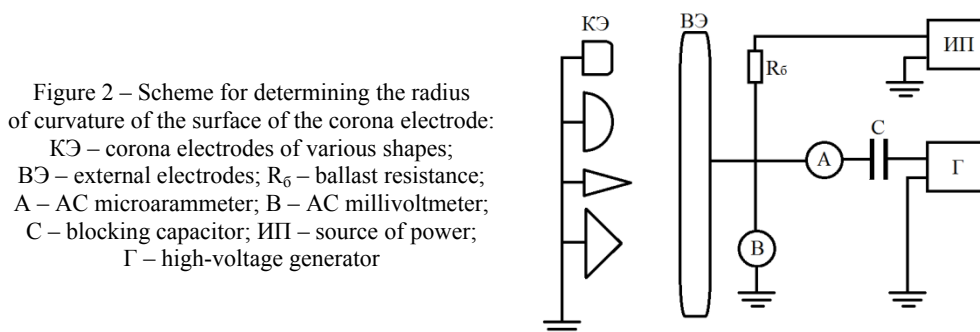 Figure 2 – Scheme for determining the radius
of curvature of the surface of the corona electrode:
КЭ – corona electrodes of various shapes;
ВЭ – external electrodes; Rб – ballast resistance;
A – AC microarammeter; B – AC millivoltmeter;
C – blocking capacitor; ИП – source of power;
Г – high-voltage generator
КЭ
ВЭ
Rб
ИП
A
C
Г
B